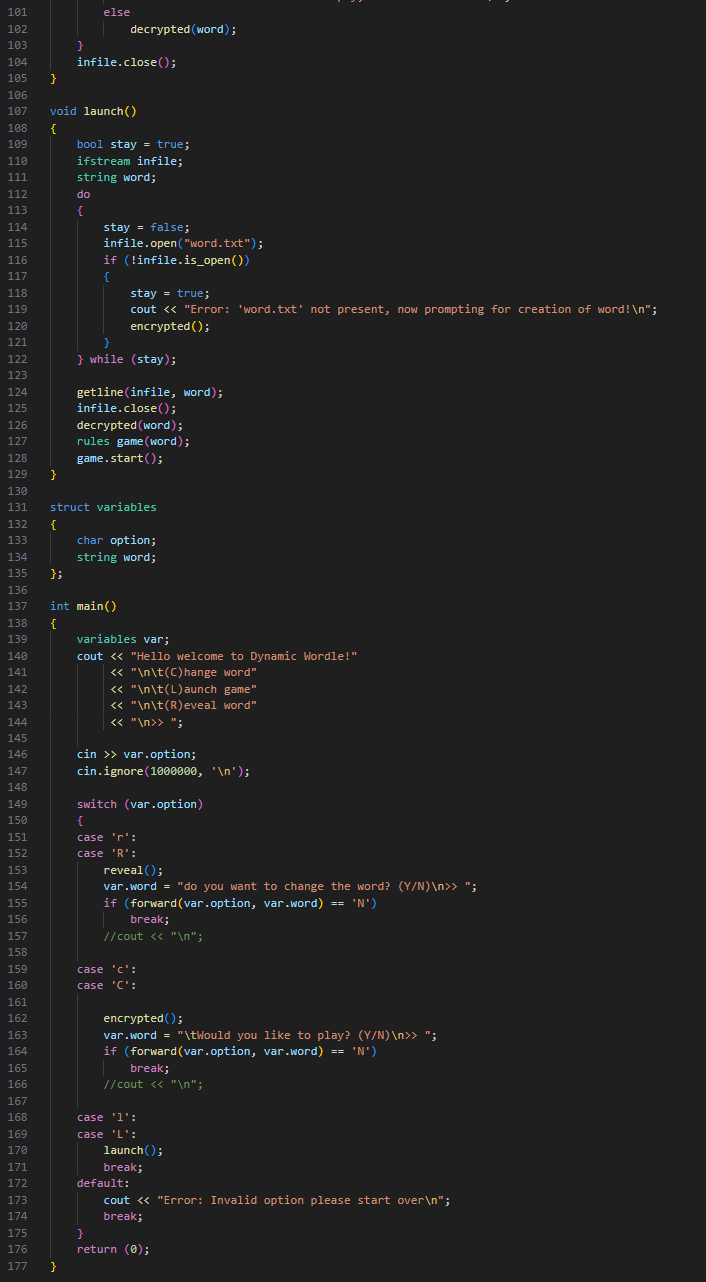 101 else
102 decrypted(word);
103 }
104 infile.close();
105 }
106
107 void launch()
108 {
109 bool stay = true;
110 ifstream infile;
111 string word;
112 do
113 {
114 stay = false;
115 infile.open("word.txt");
116 if (!infile.is_open())
117 {
118 stay = true;
119 cout << "Error: 'word.txt' not present, now prompting for creation of word!\n";
120 encrypted();
121 }
122 } while (stay);
123
124 getline(infile, word);
125 infile.close();
126 decrypted(word);
127 rules game(word);
128 game.start();
129 }
130
131 struct variables
132 {
133 char option;
134 string word;
135 };
136
137 int main()
138 {
139 variables var;
140 cout << "Hello welcome to Dynamic Wordle!"
141 << "\n\t(C)hange word"
142 << "\n\t(L)aunch game"
143 << "\n\t(R)eveal word"
144 << "\n>> ";
145
146 cin >> var.option;
147 cin.ignore(1000000, '\n');
148
149 switch (var.option)
150 {
151 case 'r':
152 case 'R':
153 reveal();
154 var.word = "do you want to change the word? (Y/N)\n>> ";
155 if (forward(var.option, var.word) == 'N')
156 break;
157 //cout << "\n";
158
159 case 'c':
160 case 'C':
161
162 encrypted();
163 var.word = "\tWould you like to play? (Y/N)\n>> ";
164 if (forward(var.option, var.word) == 'N')
165 break;
166 //cout << "\n";
167
168 case 'l':
169 case 'L':
170 launch();
171 break;
172 default:
173 cout << "Error: Invalid option please start over\n";
174 break;
175 }
176 return (0);
177 }